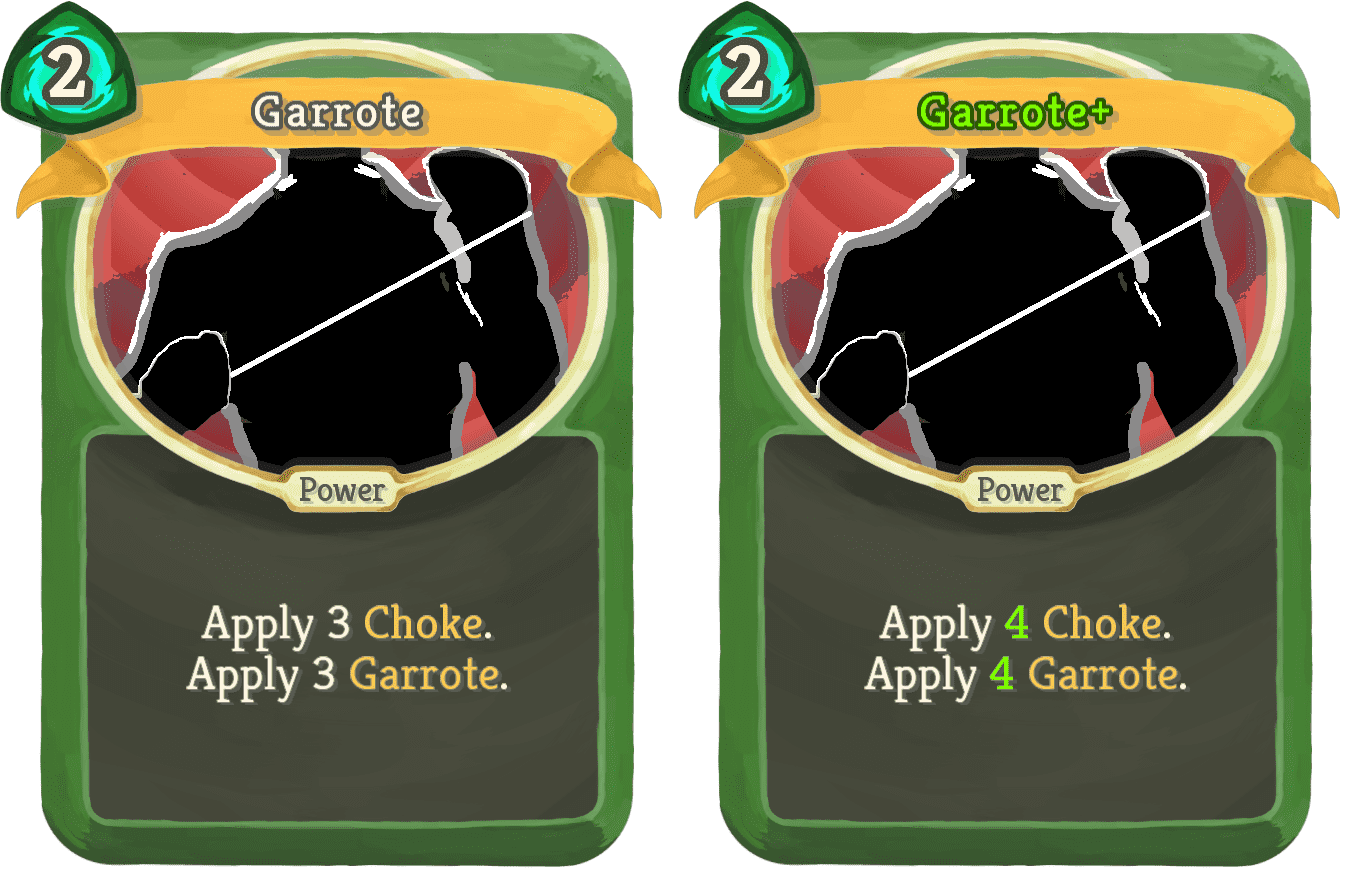 2
Garrote
Power
Apply 3 Choke.
Apply 3 Garrote.
2
Garrote+
Power
Apply 4 Choke.
Apply 4 Garrote.